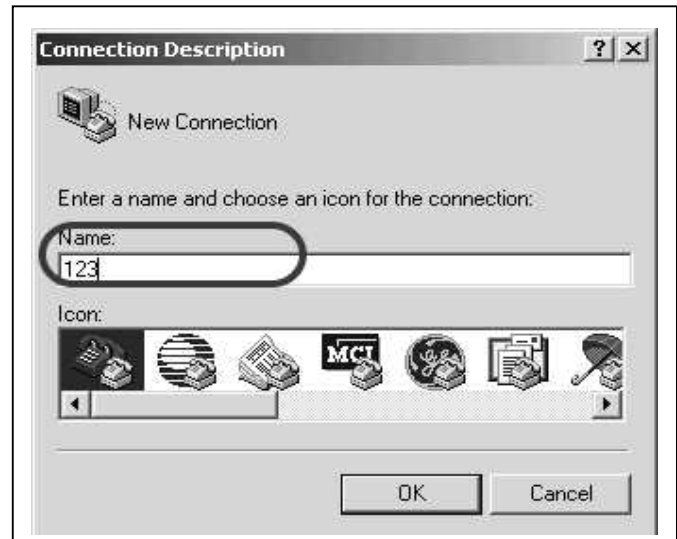 Connection Description
New Connection
Enter a name and choose an icon for the connection:
Name:
123
Icon:
MCI
OK
Cancel